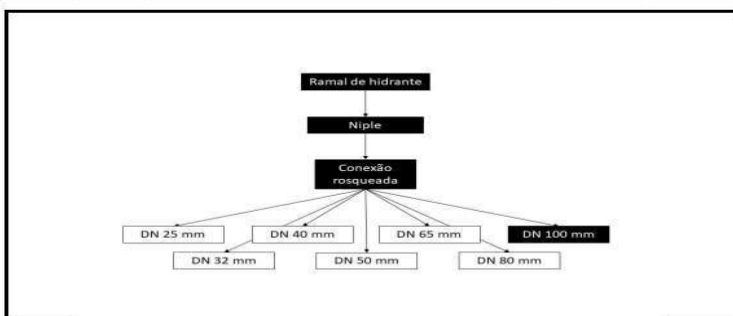 Ramal de hidrante
Niple
Conexão
rosqueada
DN 25 mm
DN 40 mm
DN 65 mm
DN 100 mm
DN 32 mm
DN 50 mm
DN 80 mm